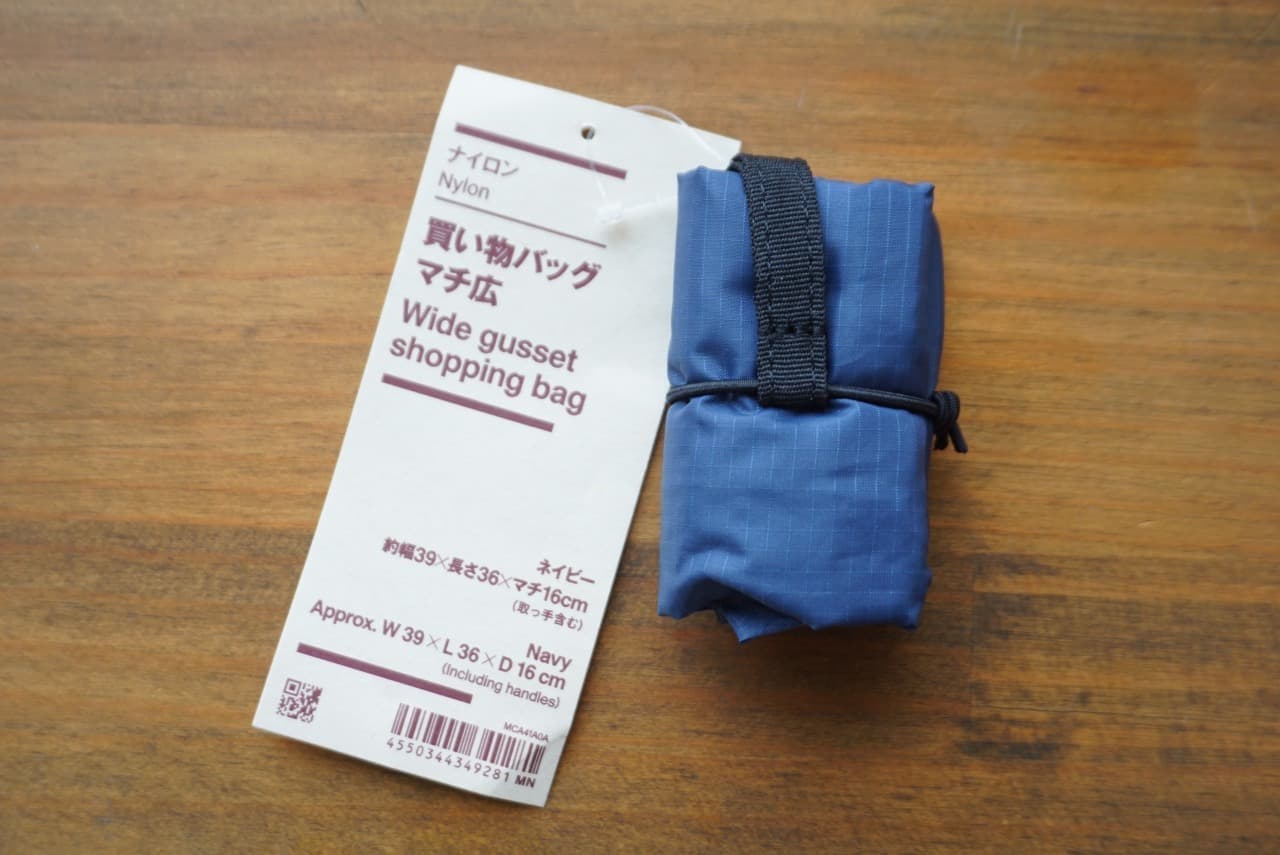 ナイロン
Nylon
買い物バッグ
マチ広
Wide gusset
shopping bag
ネイビー
約幅39×長さ36×マチ16cm
(取っ手含む)
Navy
Approx. W 39 × L 36 × D 16 cm
(Including handles)
MCA41A0A
4550344349281 MN